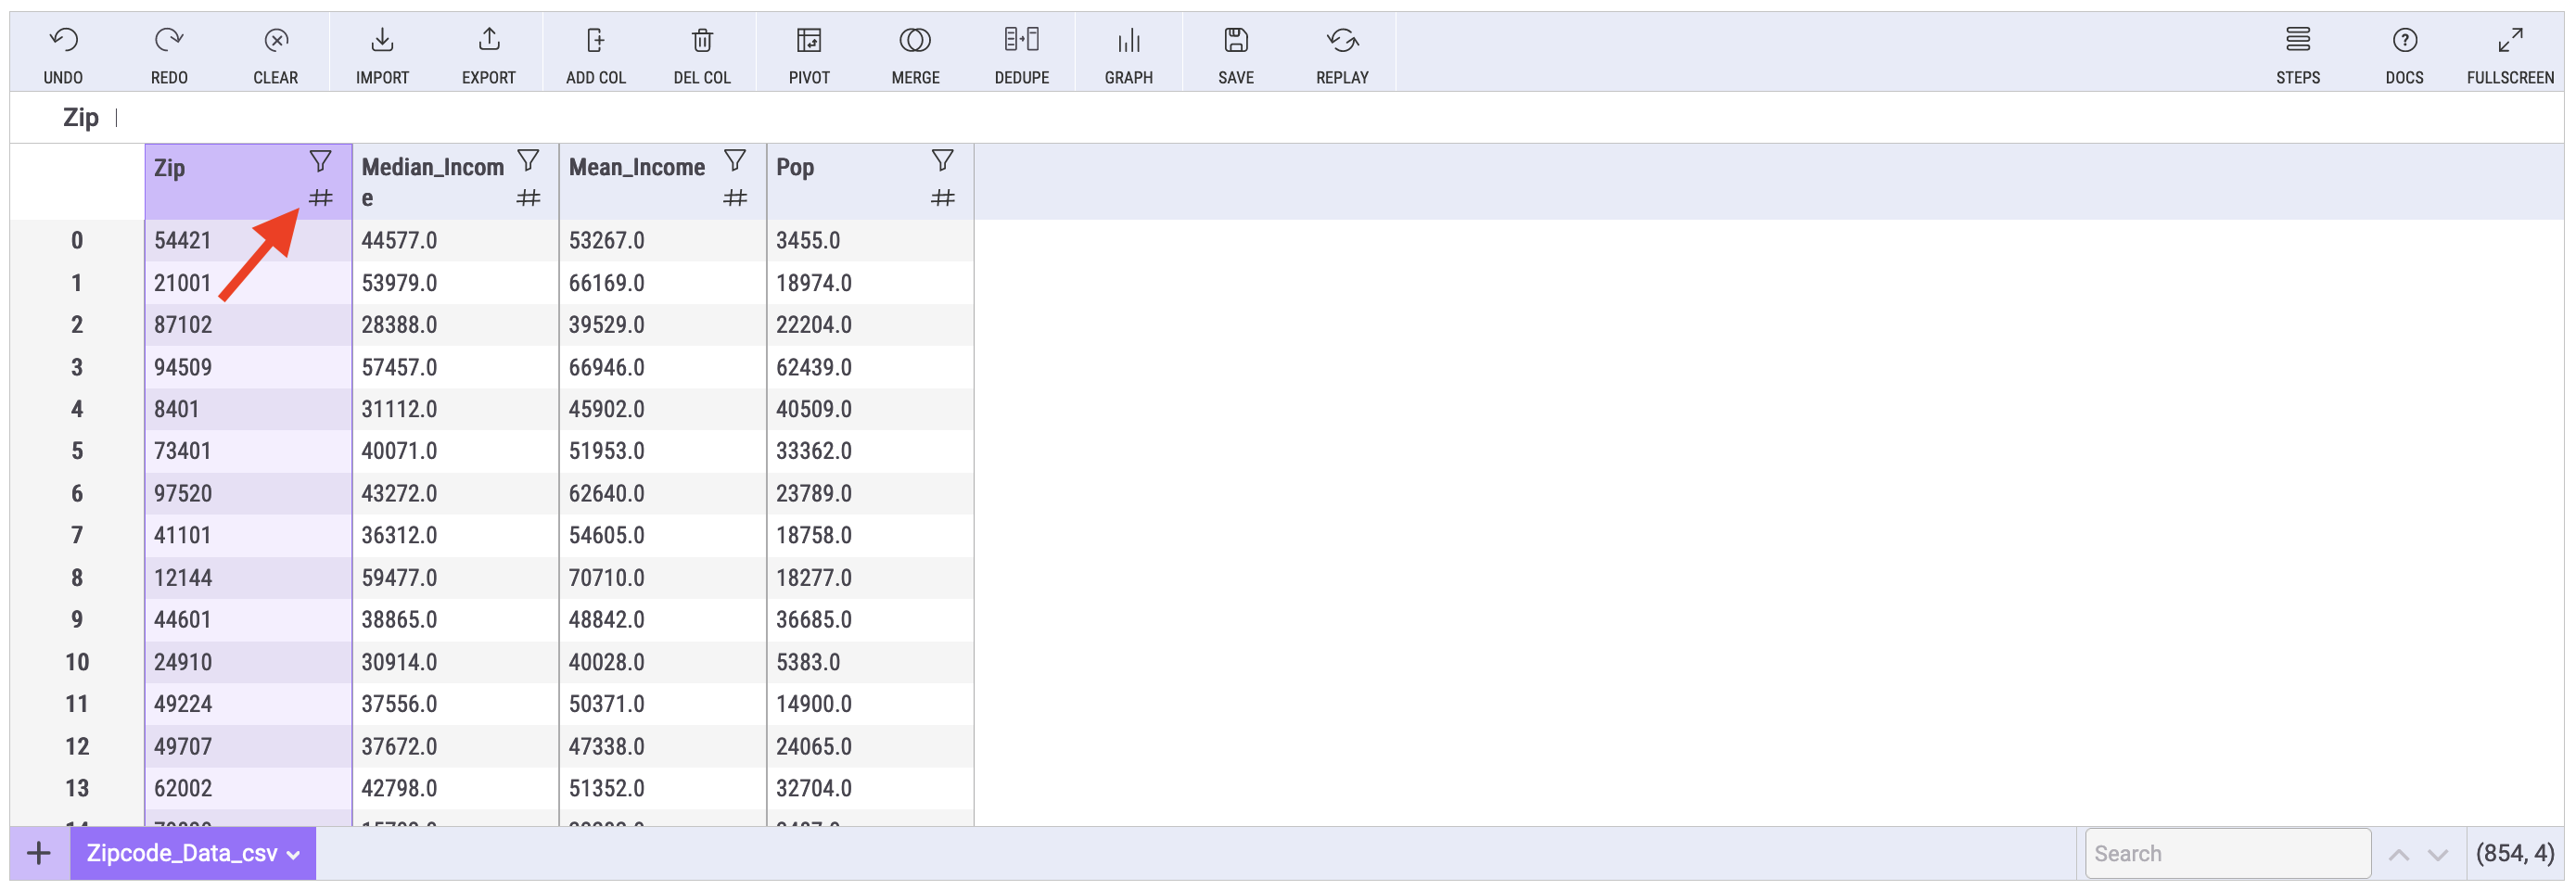 UNDO REDO CLEAR IMPORT EXPORT ADD COL DEL COL PIVOT MERGE DEDUPE GRAPH SAVE REPLAY STEPS DOCS FULLSCREEN
Zip
Zip Median_Incom Mean_Income Pop
e
0 54421 44577.0 53267.0 3455.0
1 21001 53979.0 66169.0 18974.0
2 87102 28388.0 39529.0 22204.0
3 94509 57457.0 66946.0 62439.0
4 8401 31112.0 45902.0 40509.0
5 73401 40071.0 51953.0 33362.0
6 97520 43272.0 62640.0 23789.0
7 41101 36312.0 54605.0 18758.0
8 12144 59477.0 70710.0 18277.0
9 44601 38865.0 48842.0 36685.0
10 24910 30914.0 40028.0 5383.0
11 49224 37556.0 50371.0 14900.0
12 49707 37672.0 47338.0 24065.0
13 62002 42798.0 51352.0 32704.0
Zipcode_Data_csv Search (854, 4)